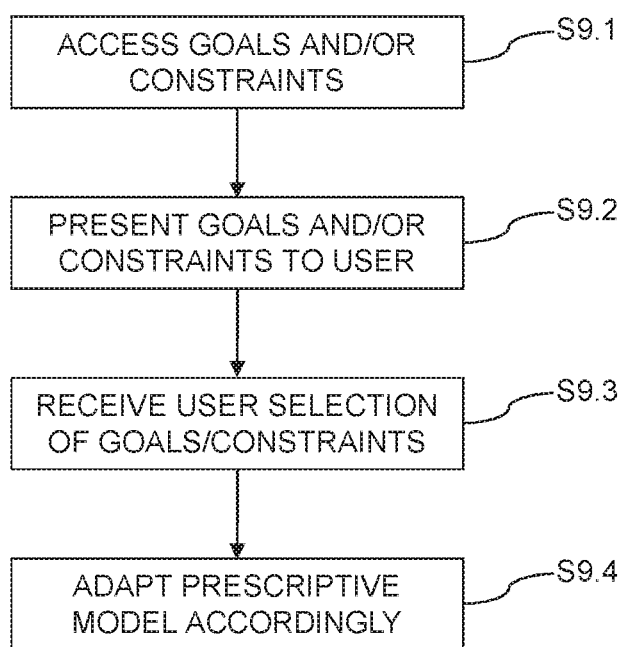 ACCESS GOALS AND/OR
CONSTRAINTS
S9.1
PRESENT GOALS AND/OR
CONSTRAINTS TO USER
S9.2
RECEIVE USER SELECTION
OF GOALS/CONSTRAINTS
S9.3
ADAPT PRESCRIPTIVE
MODEL ACCORDINGLY
S9.4